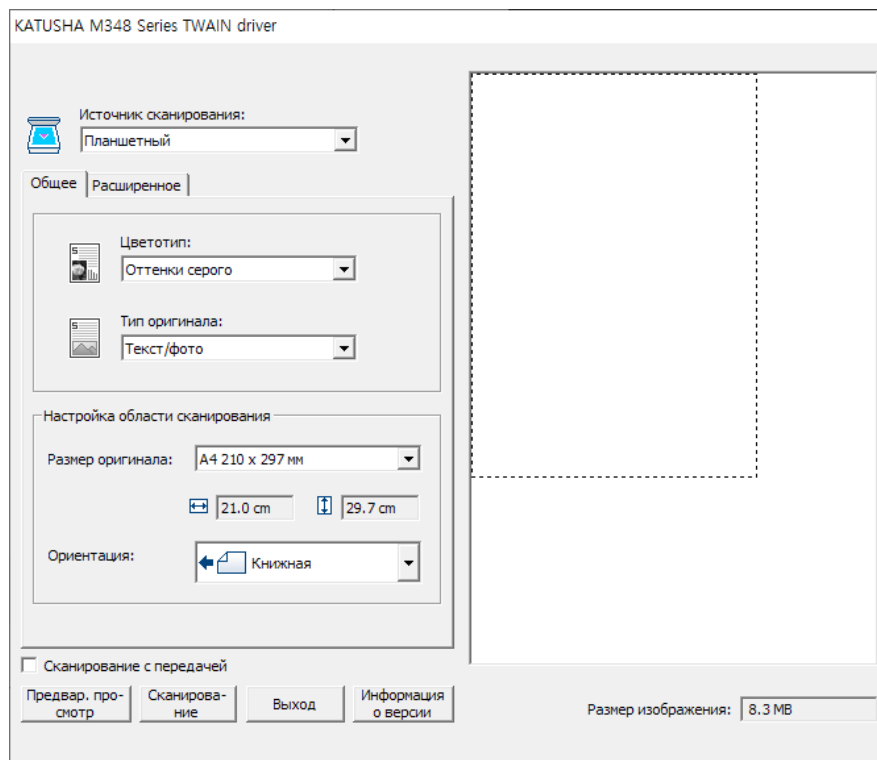 KATUSHA M348 Series TWAIN driver
Источник сканирования:
Планшетный
Общее
Расширенное
Цветотип:
Оттенки серого
Тип оригинала:
Текст/фото
Настройка области сканирования
Размер оригинала:
A4 210 x 297 мм
21.0 cm
29.7 cm
Ориентация:
Книжная
Сканирование с передачей
Предвар. про-
смотр
Сканирова-
ние
Выход
Информация
о версии
Размер изображения:
8.3 MB